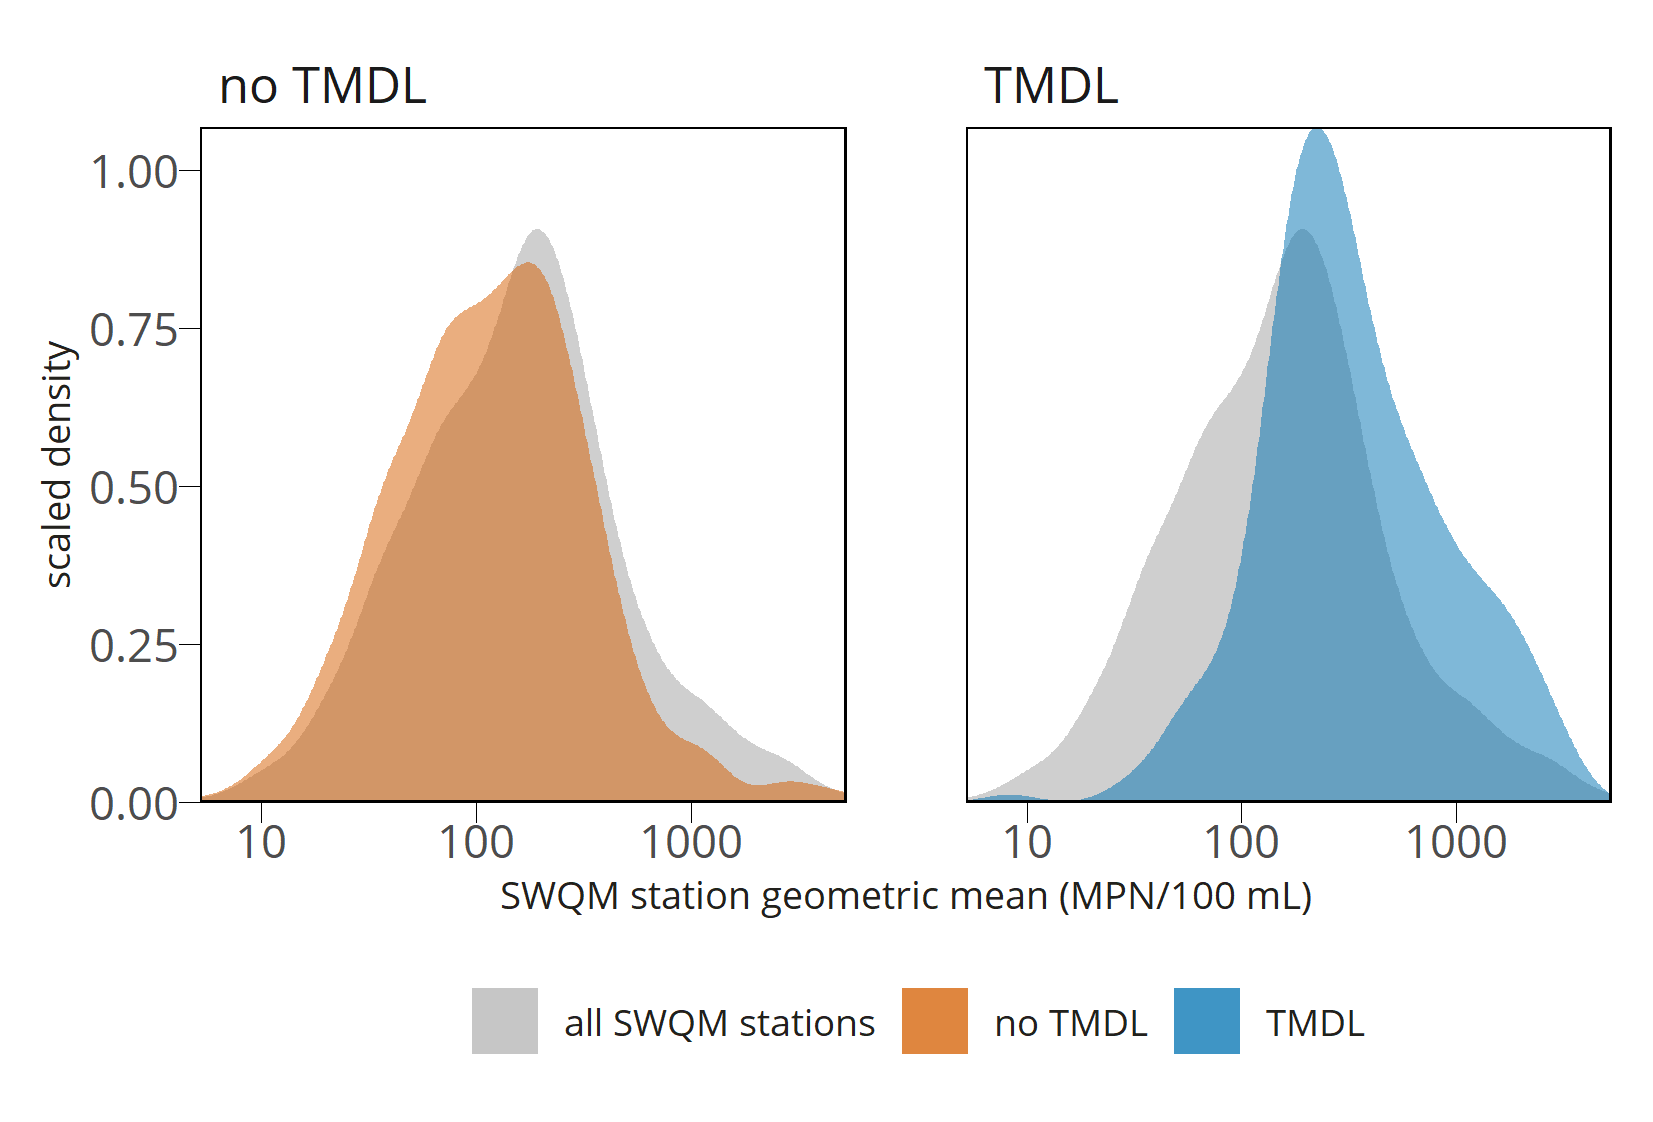 no TMDL
TMDL
1.00
0.75
0.50
0.25
0.00
scaled density
10 100 1000
10 100 1000
SWQM station geometric mean (MPN/100 mL)
all SWQM stations no TMDL TMDL